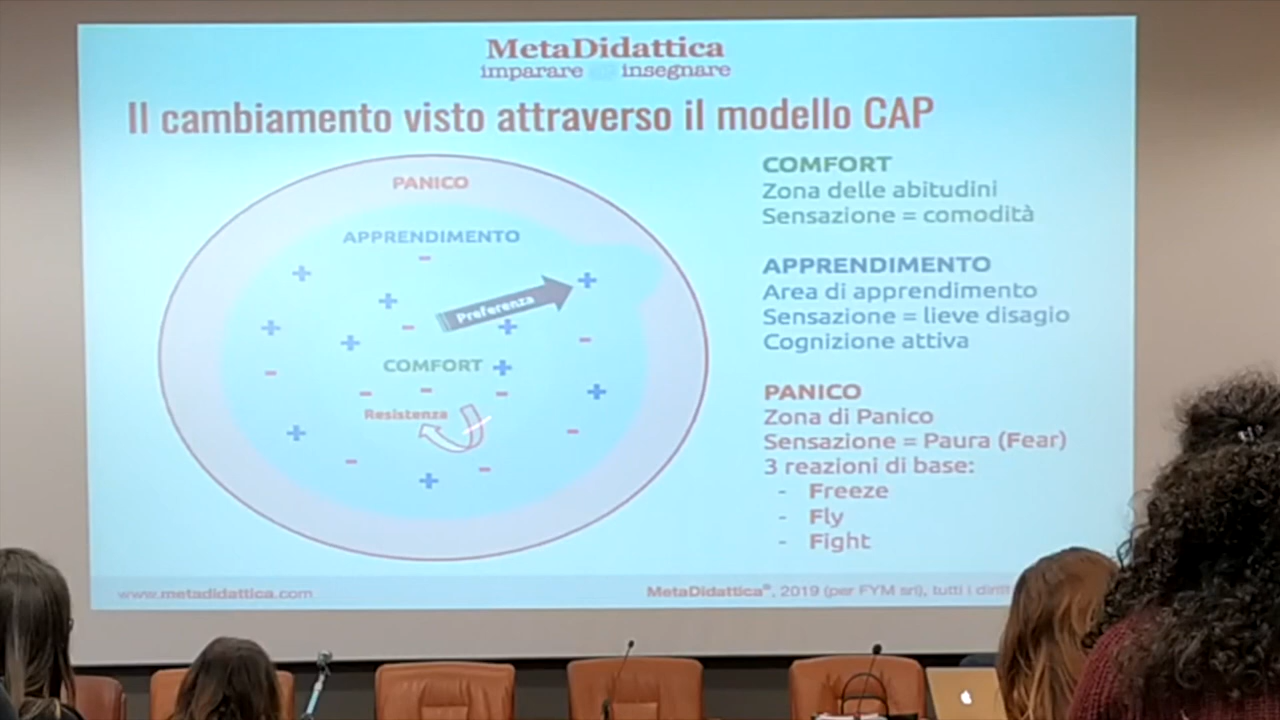 MetaDidattica
imparare insegnare
Il cambiamento visto attraverso il modello CAP
PANICO
APPRENDIMENTO
Preferenza
COMFORT
Resistenza
COMFORT
Zona delle abitudini
Sensazione = comodità
APPRENDIMENTO
Area di apprendimento
Sensazione = lieve disagio
Cognizione attiva
PANICO
Zona di Panico
Sensazione = Paura (Fear)
3 reazioni di base:
- Freeze
- Fly
- Fight
www.metadidattica.com
MetaDidattica®, 2019 (per FYM srl), tutti i